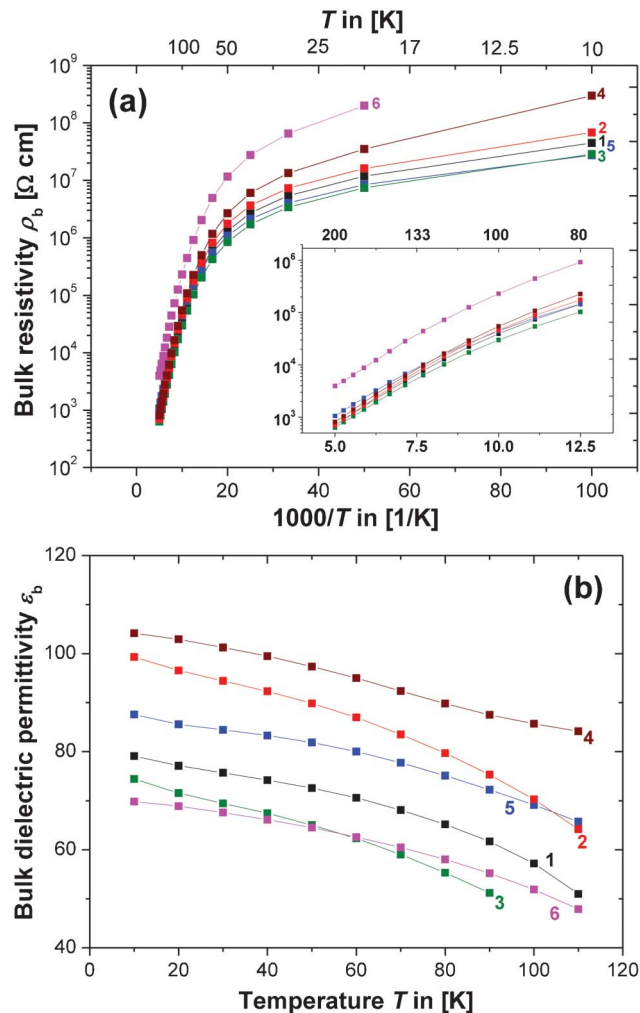 T in [K]
100 50 25 17 12.5 10
10⁹
10⁸
10⁷
10⁶
10⁵
10⁴
10³
10²
(a)
6
4
2
1
5
3
200 133 100 80
10⁶
10⁵
10⁴
10³
5.0 7.5 10.0 12.5
0 20 40 60 80 100
1000/T in [1/K]
Bulk resistivity ρb [Ω cm]
120
100
80
60
40
(b)
4
5
2
1
3
6
0 20 40 60 80 100 120
Temperature T in [K]
Bulk dielectric permittivity εb